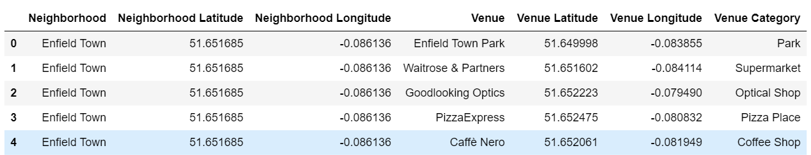 Neighborhood Neighborhood Latitude Neighborhood Longitude Venue Venue Latitude Venue Longitude Venue Category
0 Enfield Town 51.651685 -0.086136 Enfield Town Park 51.649998 -0.083855 Park
1 Enfield Town 51.651685 -0.086136 Waitrose & Partners 51.651602 -0.084114 Supermarket
2 Enfield Town 51.651685 -0.086136 Goodlooking Optics 51.652223 -0.079490 Optical Shop
3 Enfield Town 51.651685 -0.086136 PizzaExpress 51.652475 -0.080832 Pizza Place
4 Enfield Town 51.651685 -0.086136 Caffè Nero 51.652061 -0.081949 Coffee Shop